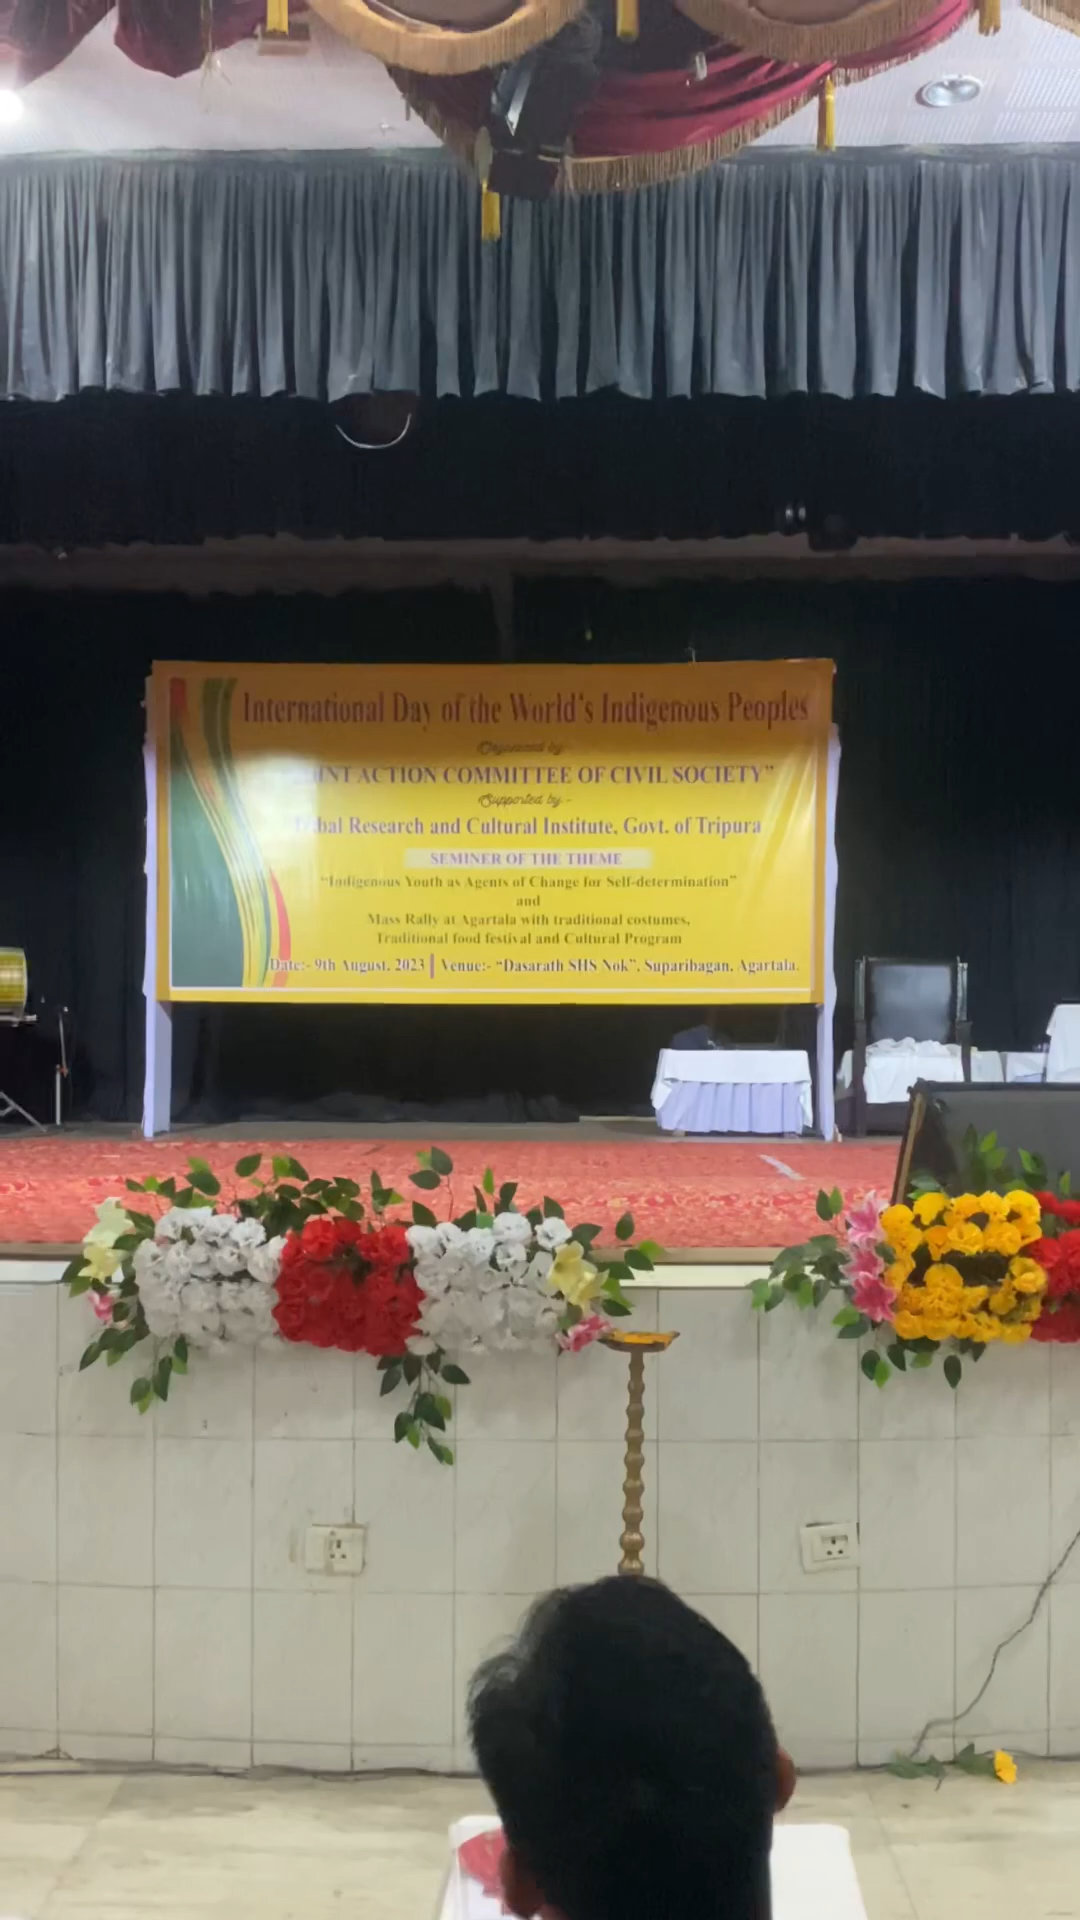 International Day of the World's Indigenous Peoples
Organised by:-
JOINT ACTION COMMITTEE OF CIVIL SOCIETY"
Supported by:-
Tribal Research and Cultural Institute, Govt. of Tripura
SEMINER OF THE THEME
"Indigenous Youth as Agents of Change for Self-determination"
and
Mass Rally at Agartala with traditional costumes,
Traditional food festival and Cultural Program
Date:- 9th August, 2023 | Venue:- "Dasarath SHS Nok", Suparibagan, Agartala.